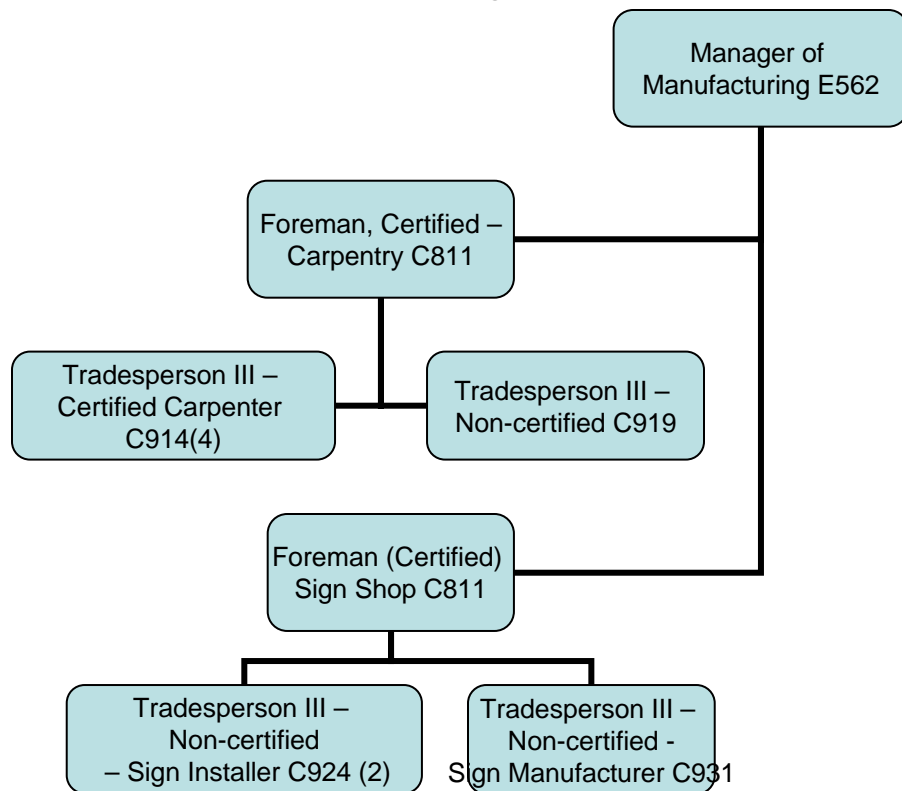 Manager of
Manufacturing E562
Foreman, Certified –
Carpentry C811
Tradesperson III –
Certified Carpenter
C914(4)
Tradesperson III –
Non-certified C919
Foreman (Certified)
Sign Shop C811
Tradesperson III –
Non-certified
– Sign Installer C924 (2)
Tradesperson III –
Non-certified -
Sign Manufacturer C931